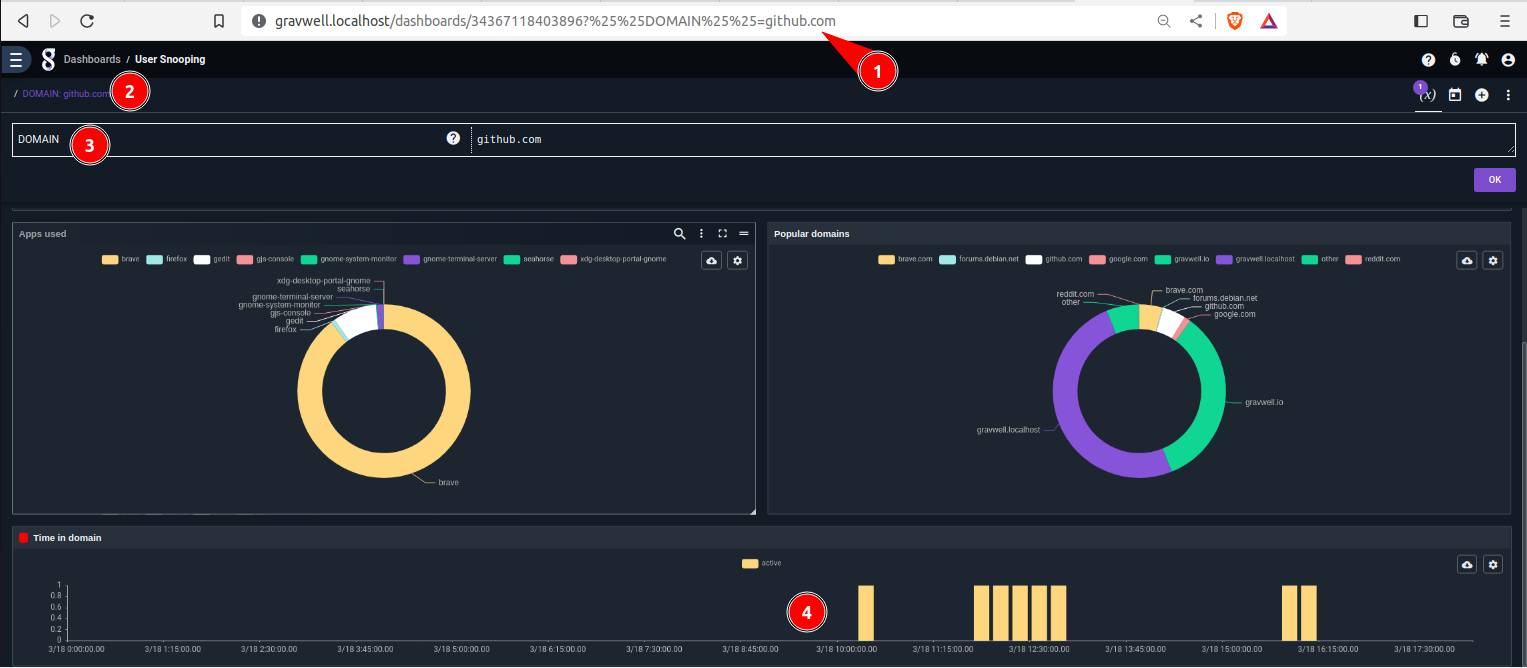 gravwell.localhost/dashboards/34367118403896?%25%25DOMAIN%25%25=github.com
1
Dashboards / User Snooping
/ DOMAIN: github.com
2
1
(x)
DOMAIN
3
github.com
OK
Apps used
brave firefox gedit gjs-console gnome-system-monitor gnome-terminal-server seahorse xdg-desktop-portal-gnome
xdg-desktop-portal-gnome
seahorse
gnome-terminal-server
gnome-system-monitor
gjs-console
gedit
firefox
brave
Popular domains
brave.com forums.debian.net github.com google.com gravwell.io gravwell.localhost other reddit.com
reddit.com
other
brave.com
forums.debian.net
github.com
google.com
gravwell.io
gravwell.localhost
Time in domain
active
1
0.8
0.6
0.4
0.2
0
4
3/18 0:00:00.00 3/18 1:15:00.00 3/18 2:30:00.00 3/18 3:45:00.00 3/18 5:00:00.00 3/18 6:15:00.00 3/18 7:30:00.00 3/18 8:45:00.00 3/18 10:00:00.00 3/18 11:15:00.00 3/18 12:30:00.00 3/18 13:45:00.00 3/18 15:00:00.00 3/18 16:15:00.00 3/18 17:30:00.00